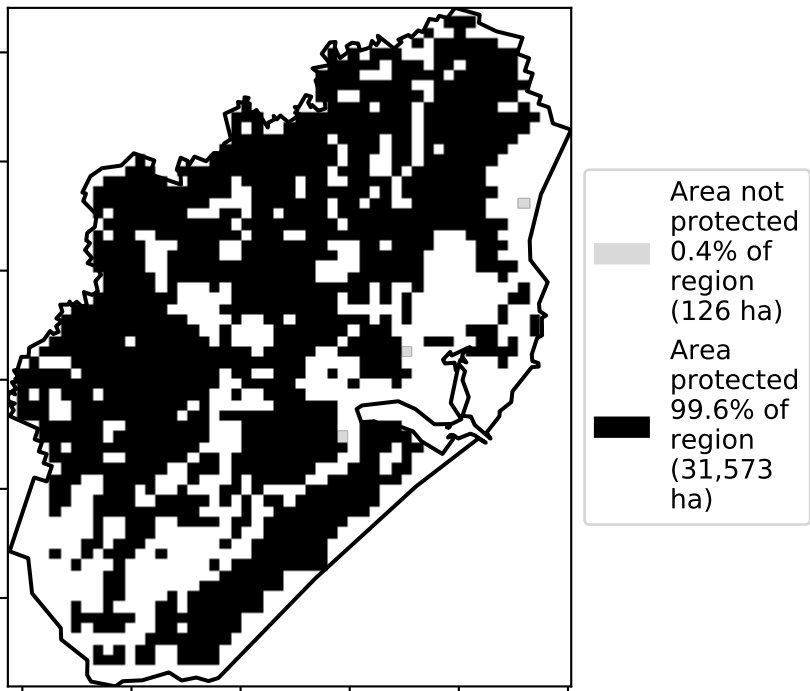 Area not
protected
0.4% of
region
(126 ha)
Area
protected
99.6% of
region
(31,573
ha)